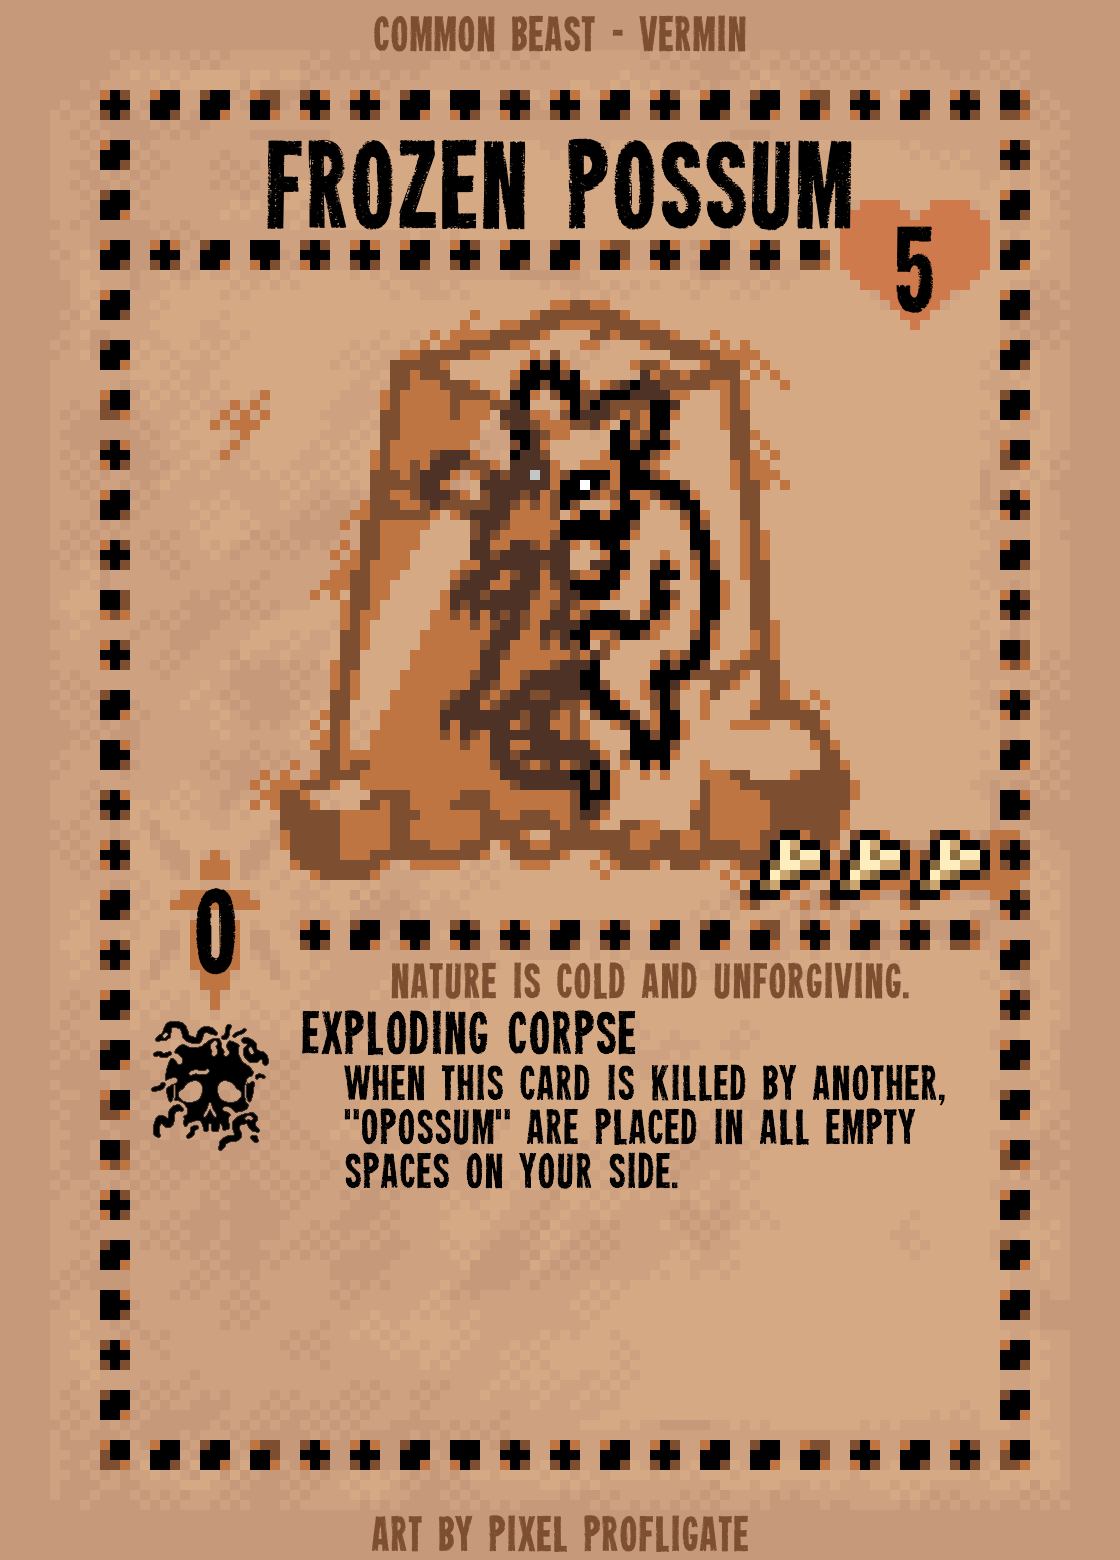 COMMON BEAST - VERMIN
FROZEN POSSUM
5
0
NATURE IS COLD AND UNFORGIVING.
EXPLODING CORPSE
WHEN THIS CARD IS KILLED BY ANOTHER,
"OPOSSUM" ARE PLACED IN ALL EMPTY
SPACES ON YOUR SIDE.
ART BY PIXEL PROFLIGATE